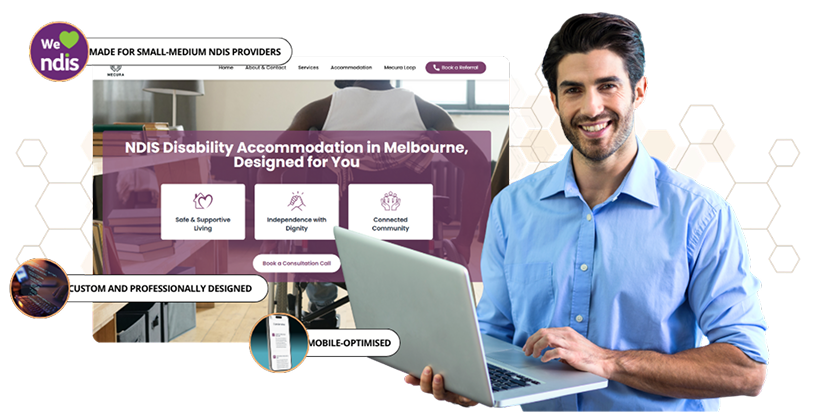 We
ndis
MADE FOR SMALL-MEDIUM NDIS PROVIDERS
MECURA
Home About & Contact Services Accommodation Mecura Loop Book a Referral
NDIS Disability Accommodation in Melbourne,
Designed for You
Safe & Supportive
Living
Independence with
Dignity
Connected
Community
Book a Consultation Call
CUSTOM AND PROFESSIONALLY DESIGNED
MOBILE-OPTIMISED